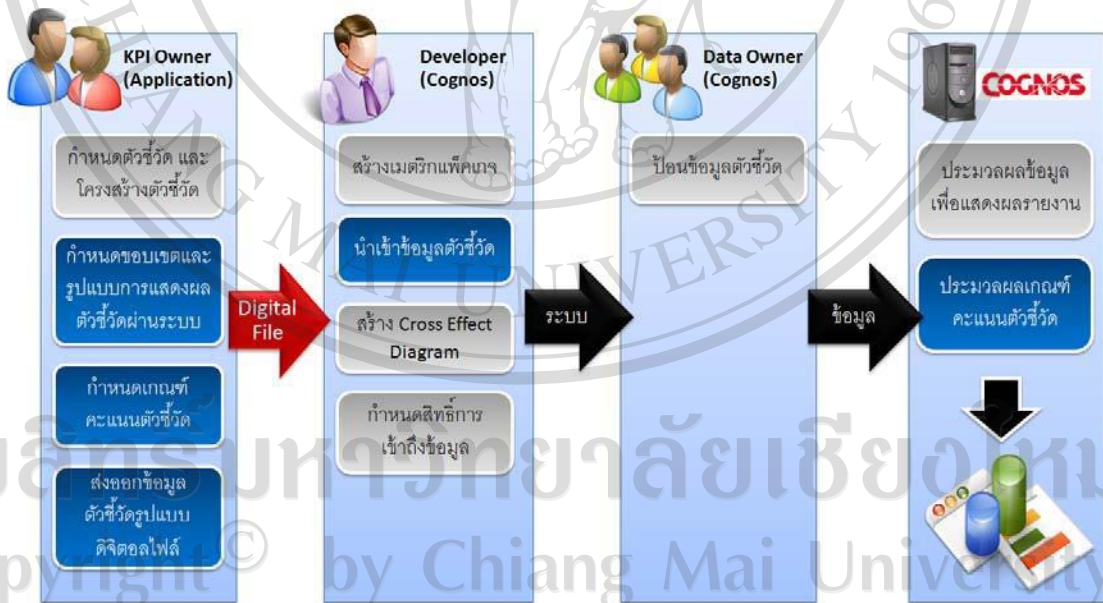 KPI Owner
(Application)
กำหนดตัวชี้วัด และ
โครงสร้างตัวชี้วัด
กำหนดขอบเขตและ
รูปแบบการแสดงผล
ตัวชี้วัดผ่านระบบ
กำหนดเกณฑ์
คะแนนตัวชี้วัด
ส่งออกข้อมูล
ตัวชี้วัดรูปแบบ
ดิจิตอลไฟล์
Digital
File
Developer
(Cognos)
สร้างเมตริกแพ็คเกจ
นำเข้าข้อมูลตัวชี้วัด
สร้าง Cross Effect
Diagram
กำหนดสิทธิ์การ
เข้าถึงข้อมูล
ระบบ
Data Owner
(Cognos)
ป้อนข้อมูลตัวชี้วัด
ข้อมูล
COGNOS
ประมวลผลข้อมูล
เพื่อแสดงผลรายงาน
ประมวลผลเกณฑ์
คะแนนตัวชี้วัด
CHIANG MAI UNIVERSITY 196
ยลิขสิทธิ์มหาวิทยาลัยเชียงใหม
pyright© by Chiang Mai University